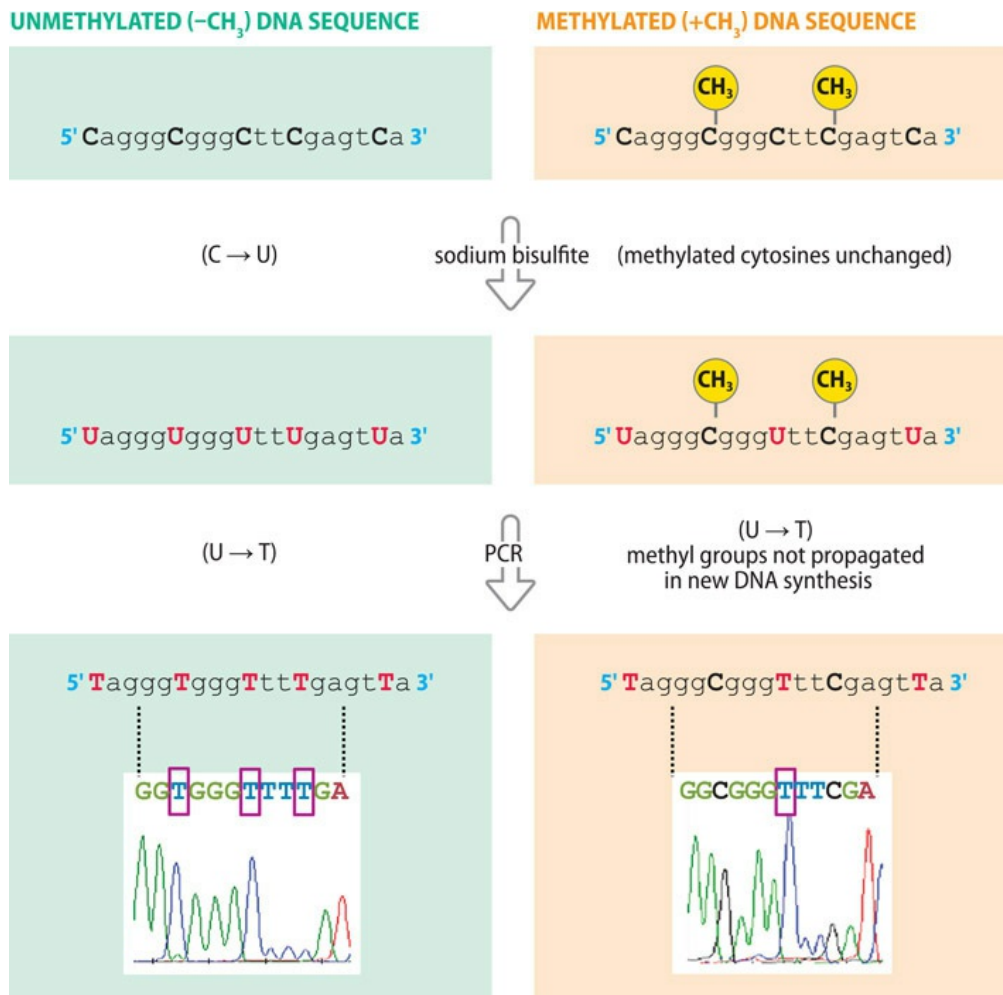 UNMETHYLATED (−CH₃) DNA SEQUENCE
METHYLATED (+CH₃) DNA SEQUENCE
5' CagggCgggCttCgagtCa 3'
CH₃ CH₃
5' CagggCgggCttCgagtCa 3'
(C → U)
sodium bisulfite
(methylated cytosines unchanged)
5' UagggUgggUttUgagtUa 3'
CH₃ CH₃
5' UagggCgggUttCgagtUa 3'
(U → T)
PCR
(U → T)
methyl groups not propagated
in new DNA synthesis
5' TagggTgggTttTgagtTa 3'
GGTGGGTTTTGA
5' TagggCgggTttCgagtTa 3'
GGCGGGTTTCGA